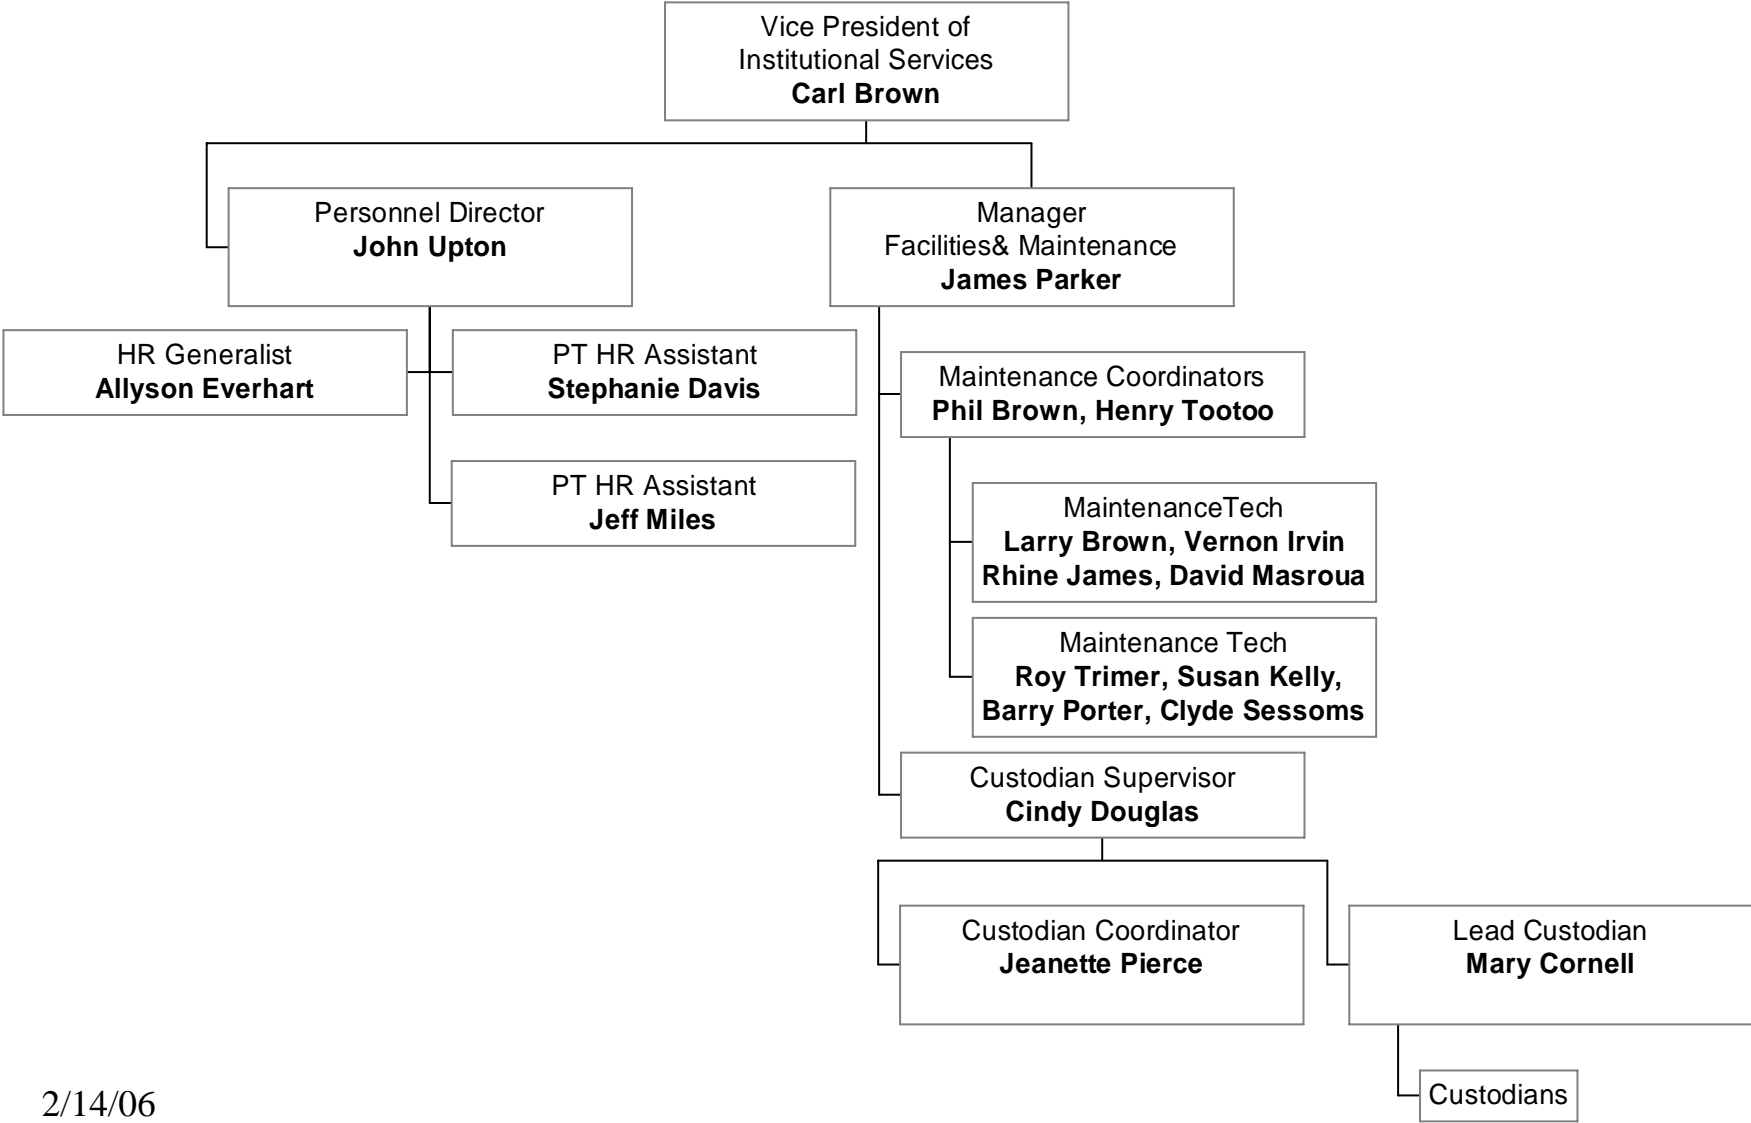 Vice President of
Institutional Services
Carl Brown
Personnel Director
John Upton
Manager
Facilities& Maintenance
James Parker
HR Generalist
Allyson Everhart
PT HR Assistant
Stephanie Davis
PT HR Assistant
Jeff Miles
Maintenance Coordinators
Phil Brown, Henry Tootoo
MaintenanceTech
Larry Brown, Vernon Irvin
Rhine James, David Masroua
Maintenance Tech
Roy Trimer, Susan Kelly,
Barry Porter, Clyde Sessoms
Custodian Supervisor
Cindy Douglas
Custodian Coordinator
Jeanette Pierce
Lead Custodian
Mary Cornell
Custodians
2/14/06